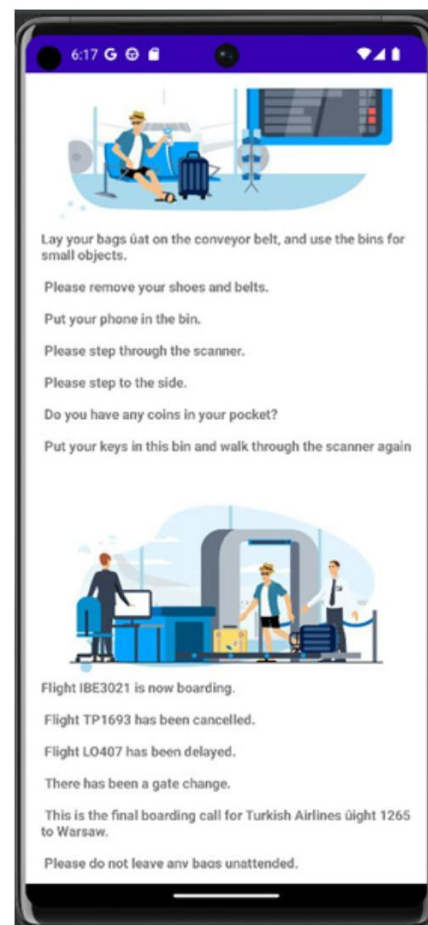 6:17 G
Lay your bags ûat on the conveyor belt, and use the bins for
small objects.
Please remove your shoes and belts.
Put your phone in the bin.
Please step through the scanner.
Please step to the side.
Do you have any coins in your pocket?
Put your keys in this bin and walk through the scanner again
Flight IBE3021 is now boarding.
Flight TP1693 has been cancelled.
Flight LO407 has been delayed.
There has been a gate change.
This is the final boarding call for Turkish Airlines ûight 1265
to Warsaw.
Please do not leave any bags unattended.